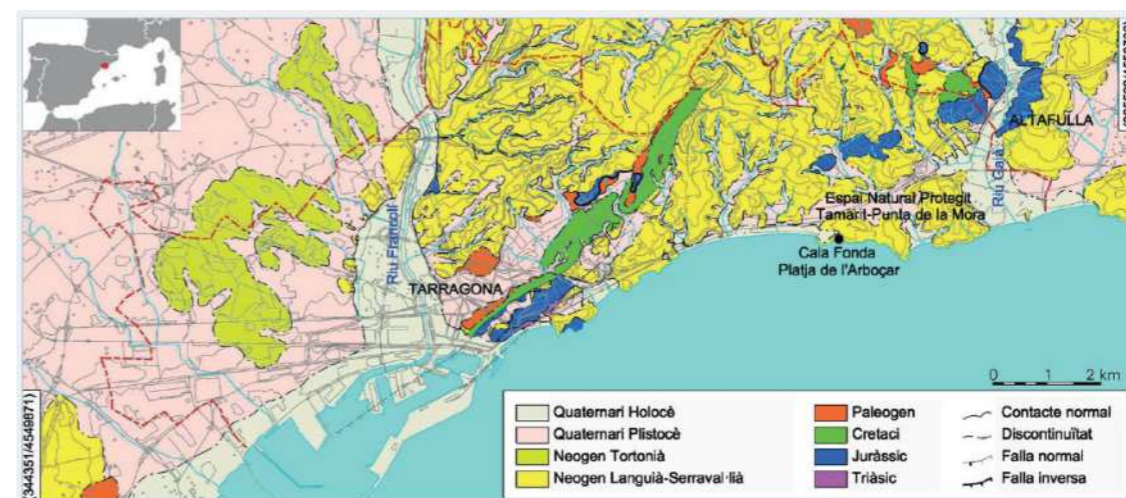 ALTAFULLA
Riu Gaià
Espai Natural Protegit
Tamarit-Punta de la Mora
Riu Francolí
Cala Fonda
Platja de l'Arboçar
TARRAGONA
0 1 2 km
(344351/4549871)
Quaternari Holocè
Quaternari Plistocè
Neogen Tortonià
Neogen Languià-Serraval·lià
Paleogen
Cretaci
Juràssic
Triàsic
Contacte normal
Discontinuïtat
Falla normal
Falla inversa